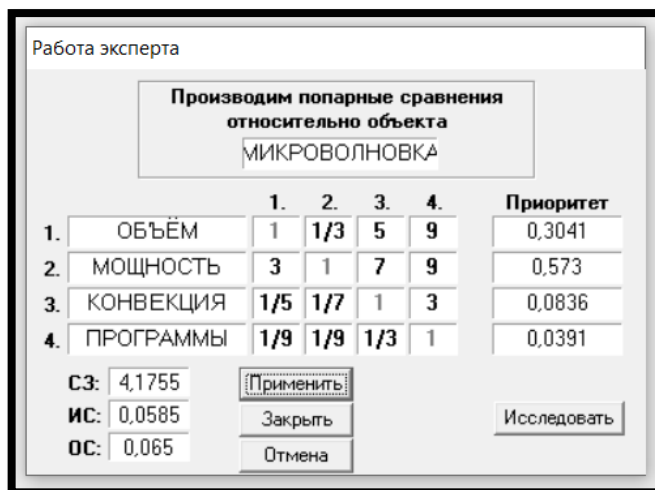 Работа эксперта
Производим попарные сравнения
относительно объекта
МИКРОВОЛНОВКА
1. 2. 3. 4. Приоритет
1. ОБЪЁМ 1 1/3 5 9 0,3041
2. МОЩНОСТЬ 3 1 7 9 0,573
3. КОНВЕКЦИЯ 1/5 1/7 1 3 0,0836
4. ПРОГРАММЫ 1/9 1/9 1/3 1 0,0391
СЗ: 4,1755 Применить
ИС: 0,0585 Закрыть Исследовать
ОС: 0,065 Отмена